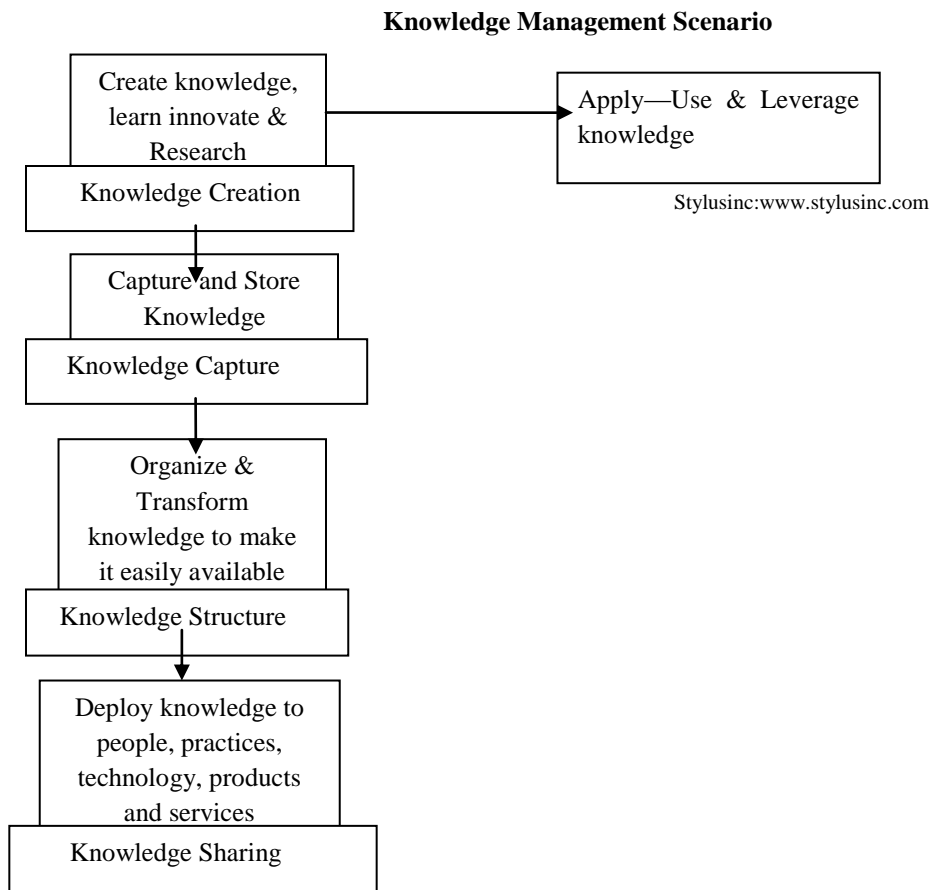 Knowledge Management Scenario
Create knowledge,
learn innovate &
Research
Knowledge Creation
Apply—Use & Leverage
knowledge
Stylusinc:www.stylusinc.com
Capture and Store
Knowledge
Knowledge Capture
Organize &
Transform
knowledge to make
it easily available
Knowledge Structure
Deploy knowledge to
people, practices,
technology, products
and services
Knowledge Sharing